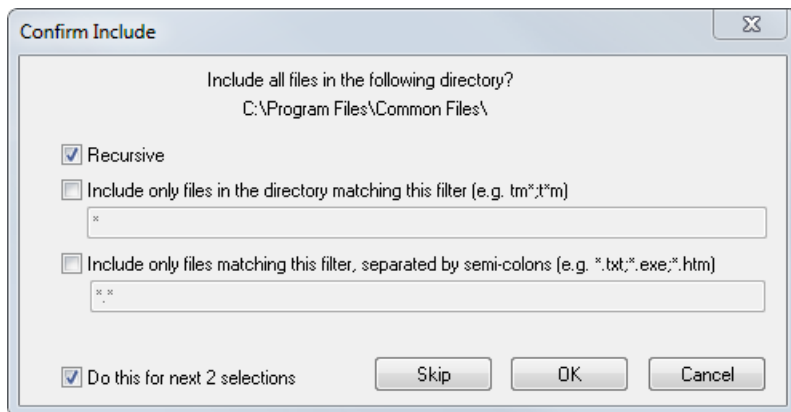 Confirm Include
Include all files in the following directory?
C:\Program Files\Common Files\
Recursive
Include only files in the directory matching this filter (e.g. tm*;t*m)
*
Include only files matching this filter, separated by semi-colons (e.g. *.txt;*.exe;*.htm)
*.*
Do this for next 2 selections
Skip
OK
Cancel